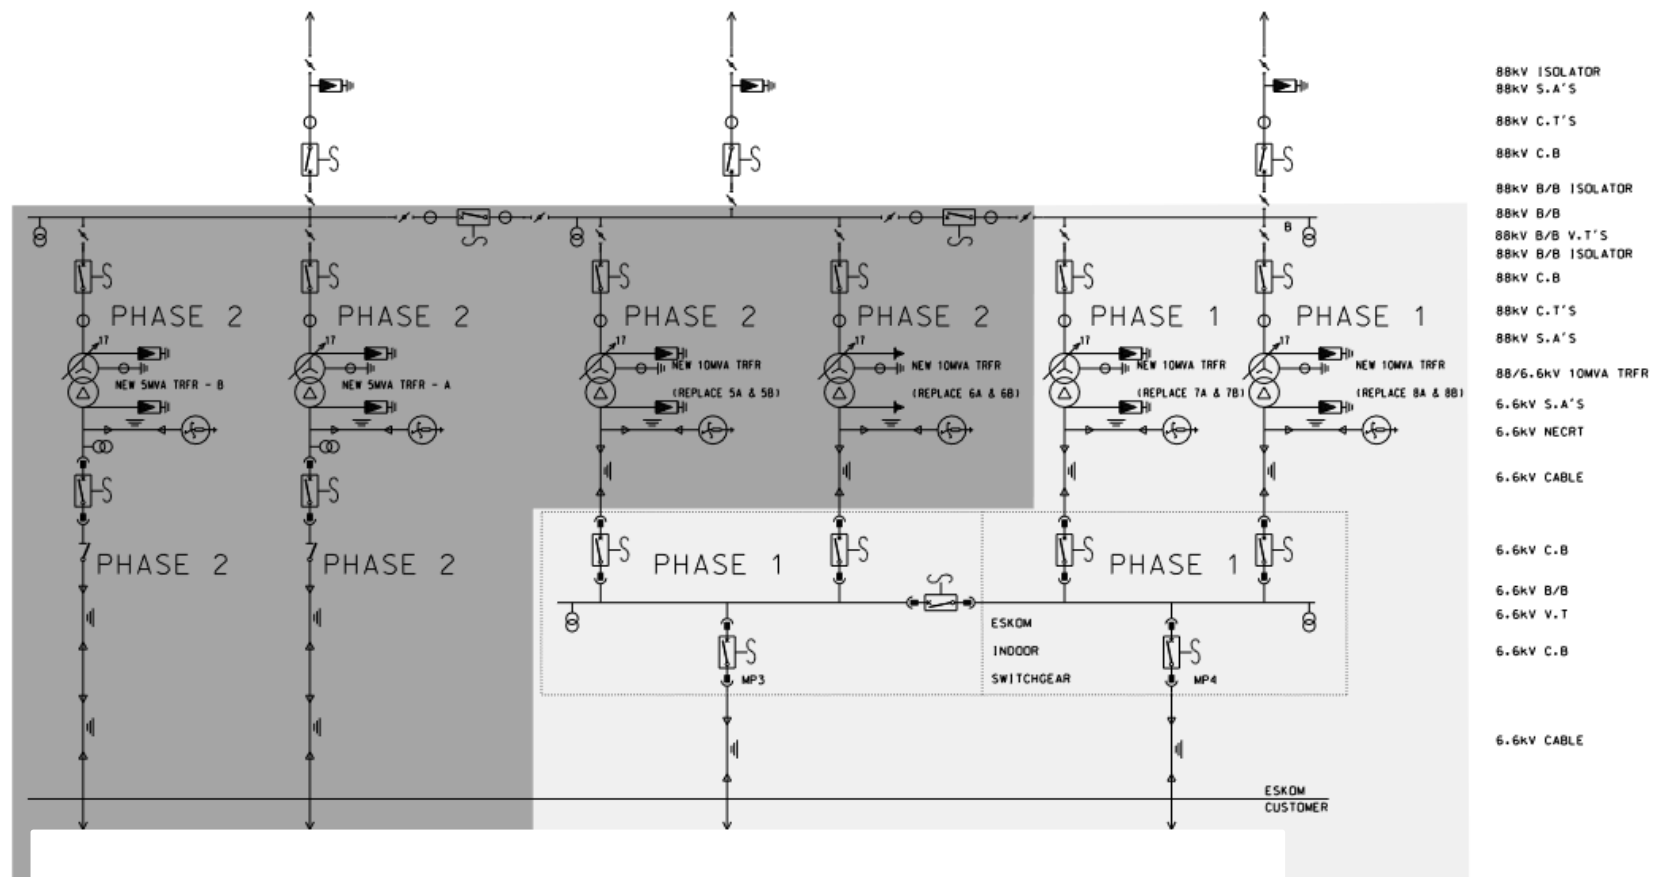 88kV ISOLATOR
88kV S.A'S
88kV C.T'S
88kV C.B
88kV B/B ISOLATOR
88kV B/B
B
88kV B/B V.T'S
88kV B/B ISOLATOR
S S S S S S S S S S S
88kV C.B
PHASE 2 PHASE 2 PHASE 2 PHASE 2 PHASE 1 PHASE 1
88kV C.T'S
17 17 17 17 17 17
88kV S.A'S
NEW 10MVA TRFR NEW 10MVA TRFR NEW 10MVA TRFR NEW 10MVA TRFR
88/6.6kV 10MVA TRFR
NEW 5MVA TRFR - B NEW 5MVA TRFR - A
(REPLACE 5A & 5B) (REPLACE 6A & 6B) (REPLACE 7A & 7B) (REPLACE 8A & 8B)
6.6kV S.A'S
6.6kV NECRT
6.6kV CABLE
S S S S S S
6.6kV C.B
PHASE 2 PHASE 2 PHASE 1 PHASE 1
S
6.6kV B/B
6.6kV V.T
ESKOM
INDOOR
S S
6.6kV C.B
SWITCHGEAR
MP3 MP4
6.6kV CABLE
ESKOM
CUSTOMER